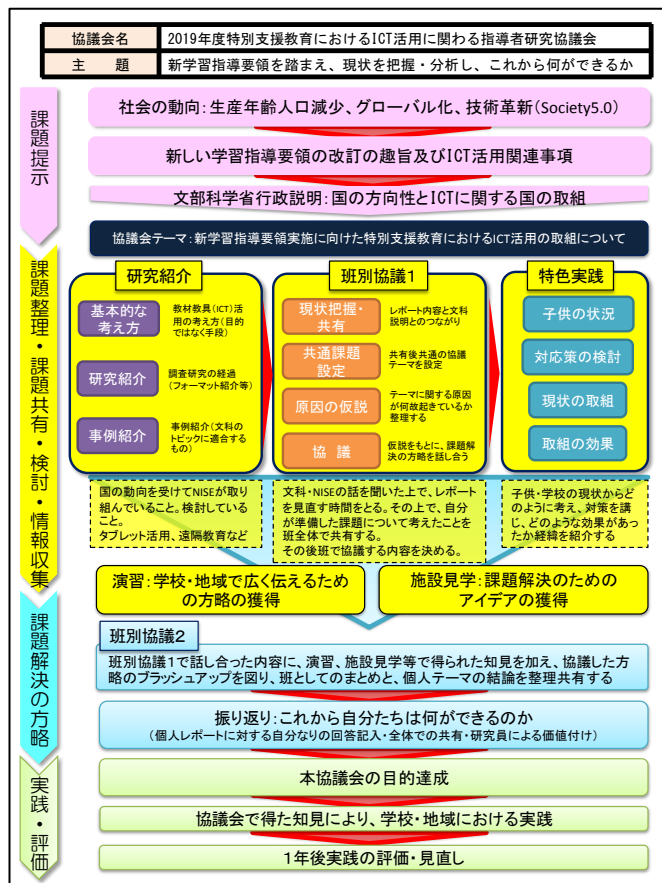 協議会名
2019年度特別支援教育におけるICT活用に関わる指導者研究協議会
主　題
新学習指導要領を踏まえ、現状を把握・分析し、これから何ができるか
課題提示
社会の動向：生産年齢人口減少、グローバル化、技術革新（Society5.0）
新しい学習指導要領の改訂の趣旨及びICT活用関連事項
文部科学省行政説明：国の方向性とICTに関する国の取組
協議会テーマ：新学習指導要領実施に向けた特別支援教育におけるICT活用の取組について
課題整理・課題共有・検討・情報収集
研究紹介
基本的な
考え方
教材教具（ICT）活
用の考え方（目的
ではなく手段）
研究紹介
調査研究の経過
（フォーマット紹介等）
事例紹介
事例紹介（文科の
トピックに適合する
もの）
班別協議１
現状把握・
共有
レポート内容と文科
説明とのつながり
共通課題
設定
共有後共通の協議
テーマを設定
原因の仮説
テーマに関する原因
が何故起きているか
整理する
協　議
仮説をもとに、課題解
決の方略を話し合う
特色実践
子供の状況
対応策の検討
現状の取組
取組の効果
国の動向を受けてNISEが取り
組んでいること。検討している
こと。
タブレット活用、遠隔教育など
文科・NISEの話を聞いた上で、レポート
を見直す時間をとる。その上で、自分
が準備した課題について考えたことを
班全体で共有する。
その後班で協議する内容を決める。
子供・学校の現状からど
のように考え、対策を講
じ、どのような効果があっ
たか経緯を紹介する
演習：学校・地域で広く伝えるため
の方略の獲得
施設見学：課題解決のための
アイデアの獲得
課題解決の方略
班別協議２
班別協議１で話し合った内容に、演習、施設見学等で得られた知見を加え、協議した方
略のブラッシュアップを図り、班としてのまとめと、個人テーマの結論を整理共有する
振り返り：これから自分たちは何ができるのか
（個人レポートに対する自分なりの回答記入・全体での共有・研究員による価値付け）
実践・評価
本協議会の目的達成
協議会で得た知見により、学校・地域における実践
1年後実践の評価・見直し